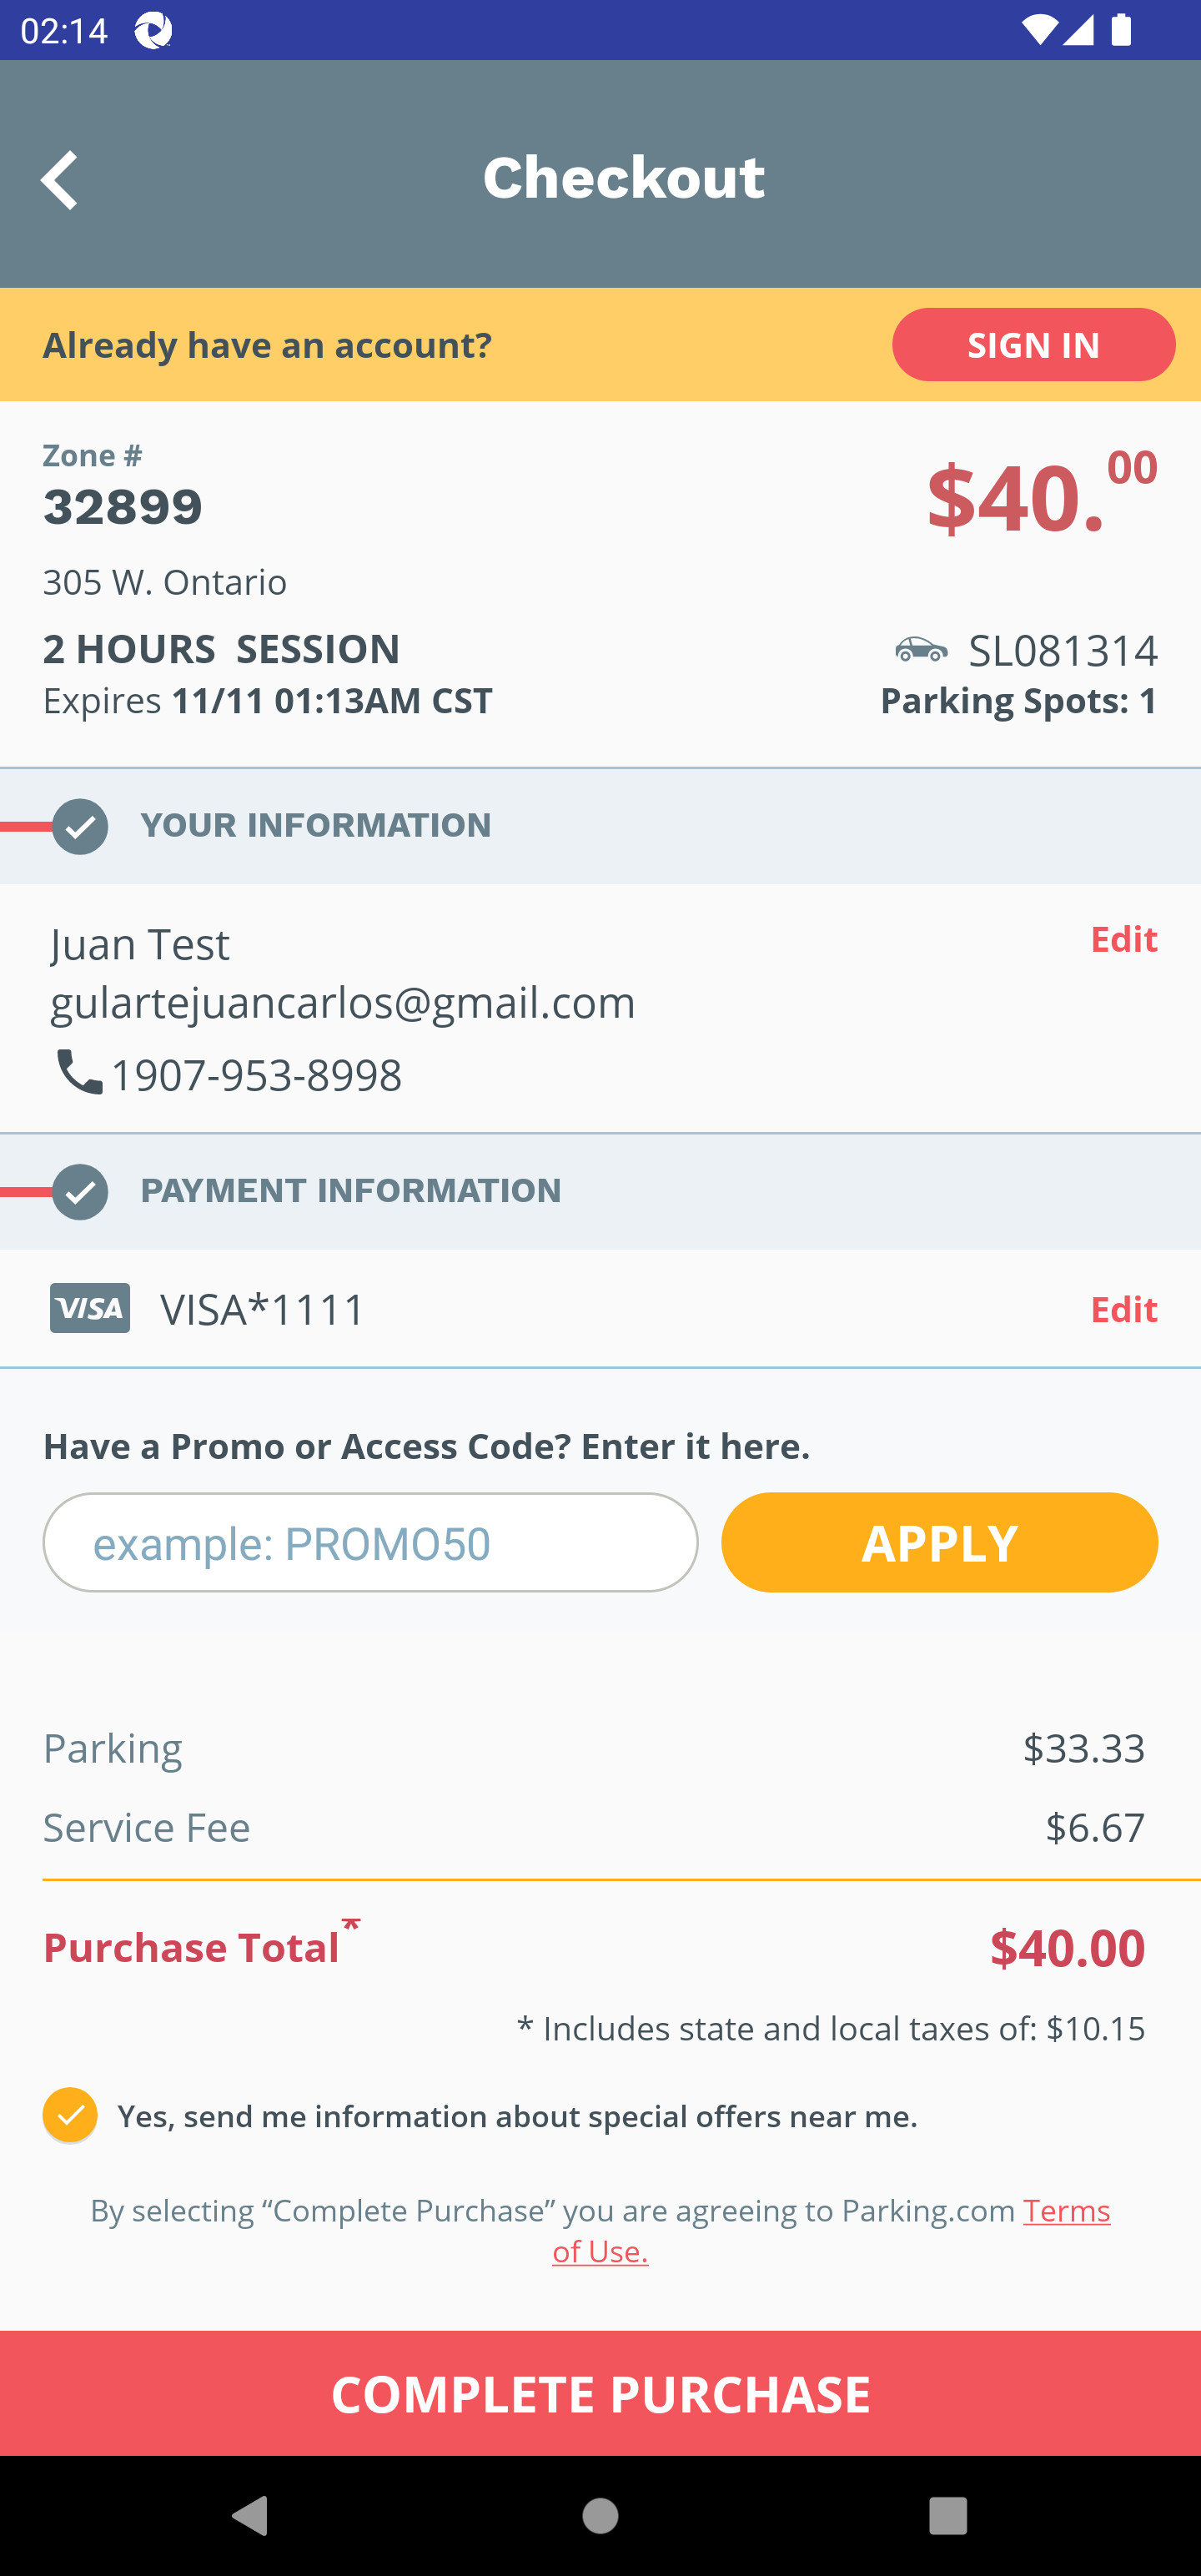 02:14
Checkout
Already have an account?
SIGN IN
Zone #
32899
$40.00
305 W. Ontario
2 HOURS  SESSION
SL081314
Expires 11/11 01:13AM CST
Parking Spots: 1
YOUR INFORMATION
Juan Test
Edit
gulartejuancarlos@gmail.com
1907-953-8998
PAYMENT INFORMATION
VISA
VISA*1111
Edit
Have a Promo or Access Code? Enter it here.
example: PROMO50
APPLY
Parking
$33.33
Service Fee
$6.67
Purchase Total*
$40.00
* Includes state and local taxes of: $10.15
Yes, send me information about special offers near me.
By selecting “Complete Purchase” you are agreeing to Parking.com Terms
of Use.
COMPLETE PURCHASE